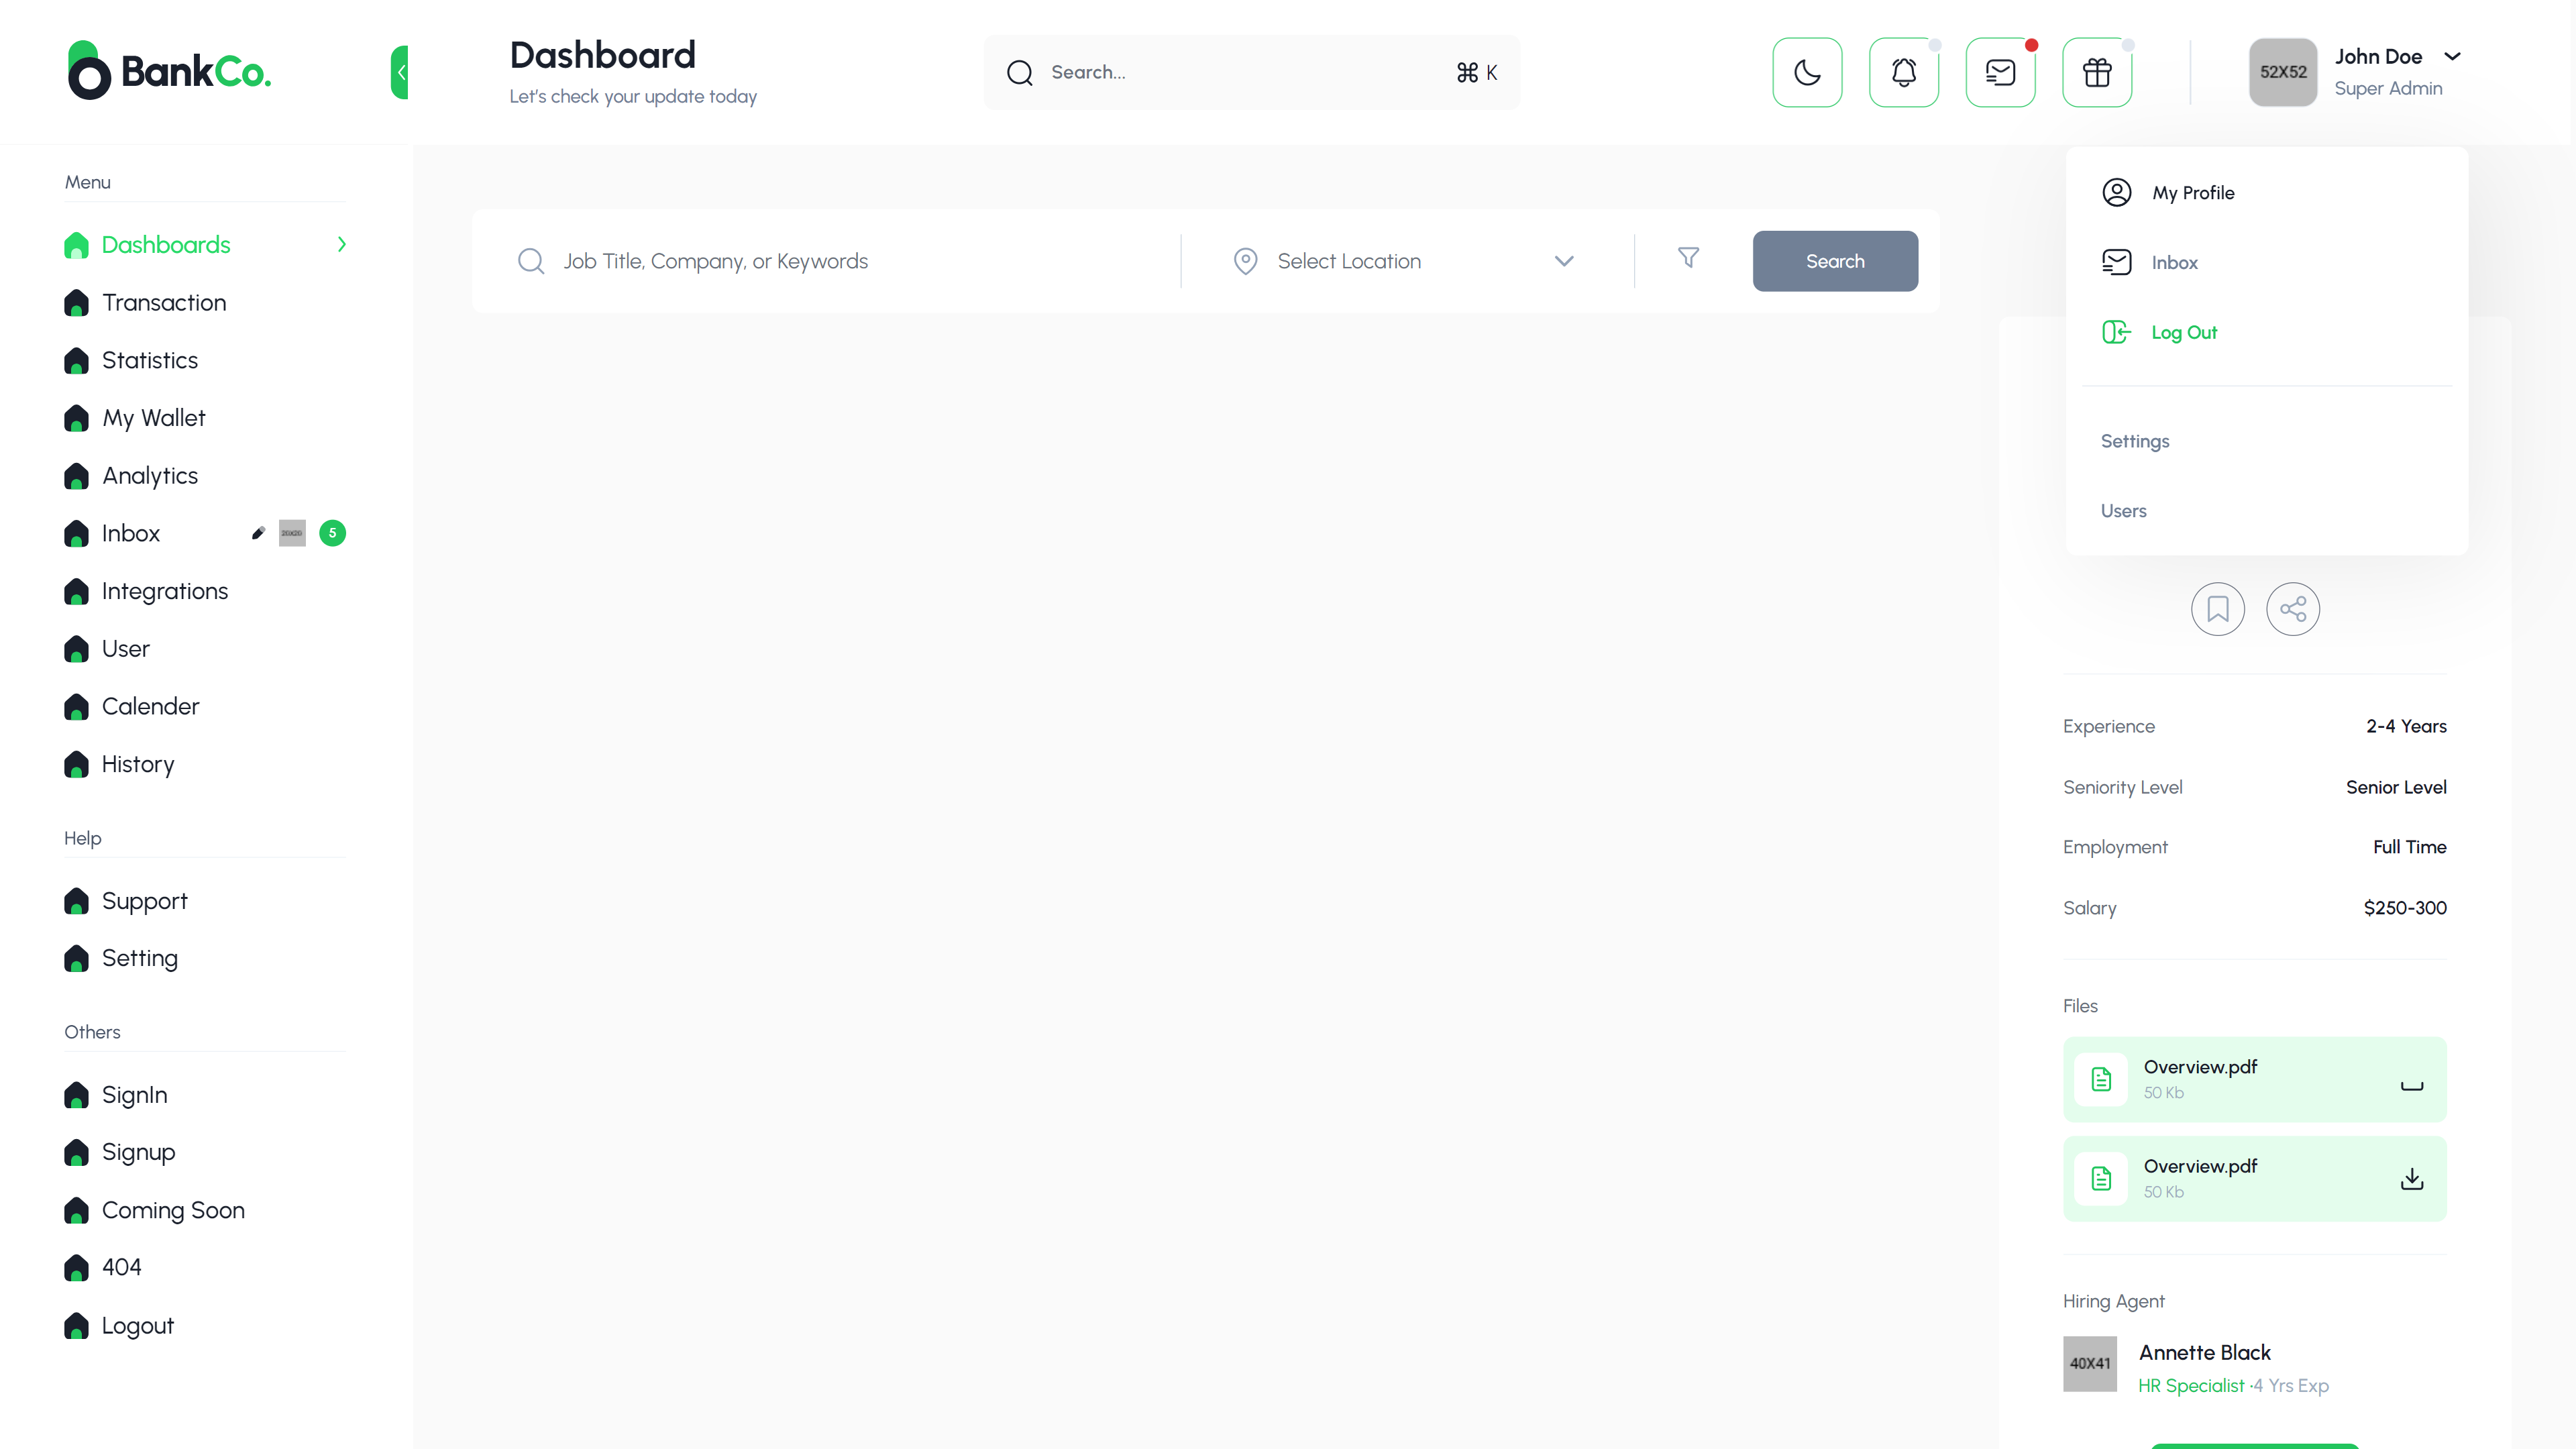 BankCo.
Dashboard
Let's check your update today
Search...
⌘ K
52X52
John Doe
Super Admin
Menu
Dashboards
Transaction
Statistics
My Wallet
Analytics
Inbox
5
Integrations
User
Calender
History
Help
Support
Setting
Others
SignIn
Signup
Coming Soon
404
Logout
Job Title, Company, or Keywords
Select Location
Search
My Profile
Inbox
Log Out
Settings
Users
Experience 2-4 Years
Seniority Level Senior Level
Employment Full Time
Salary $250-300
Files
Overview.pdf
50 Kb
Overview.pdf
50 Kb
Hiring Agent
40X41
Annette Black
HR Specialist ·4 Yrs Exp